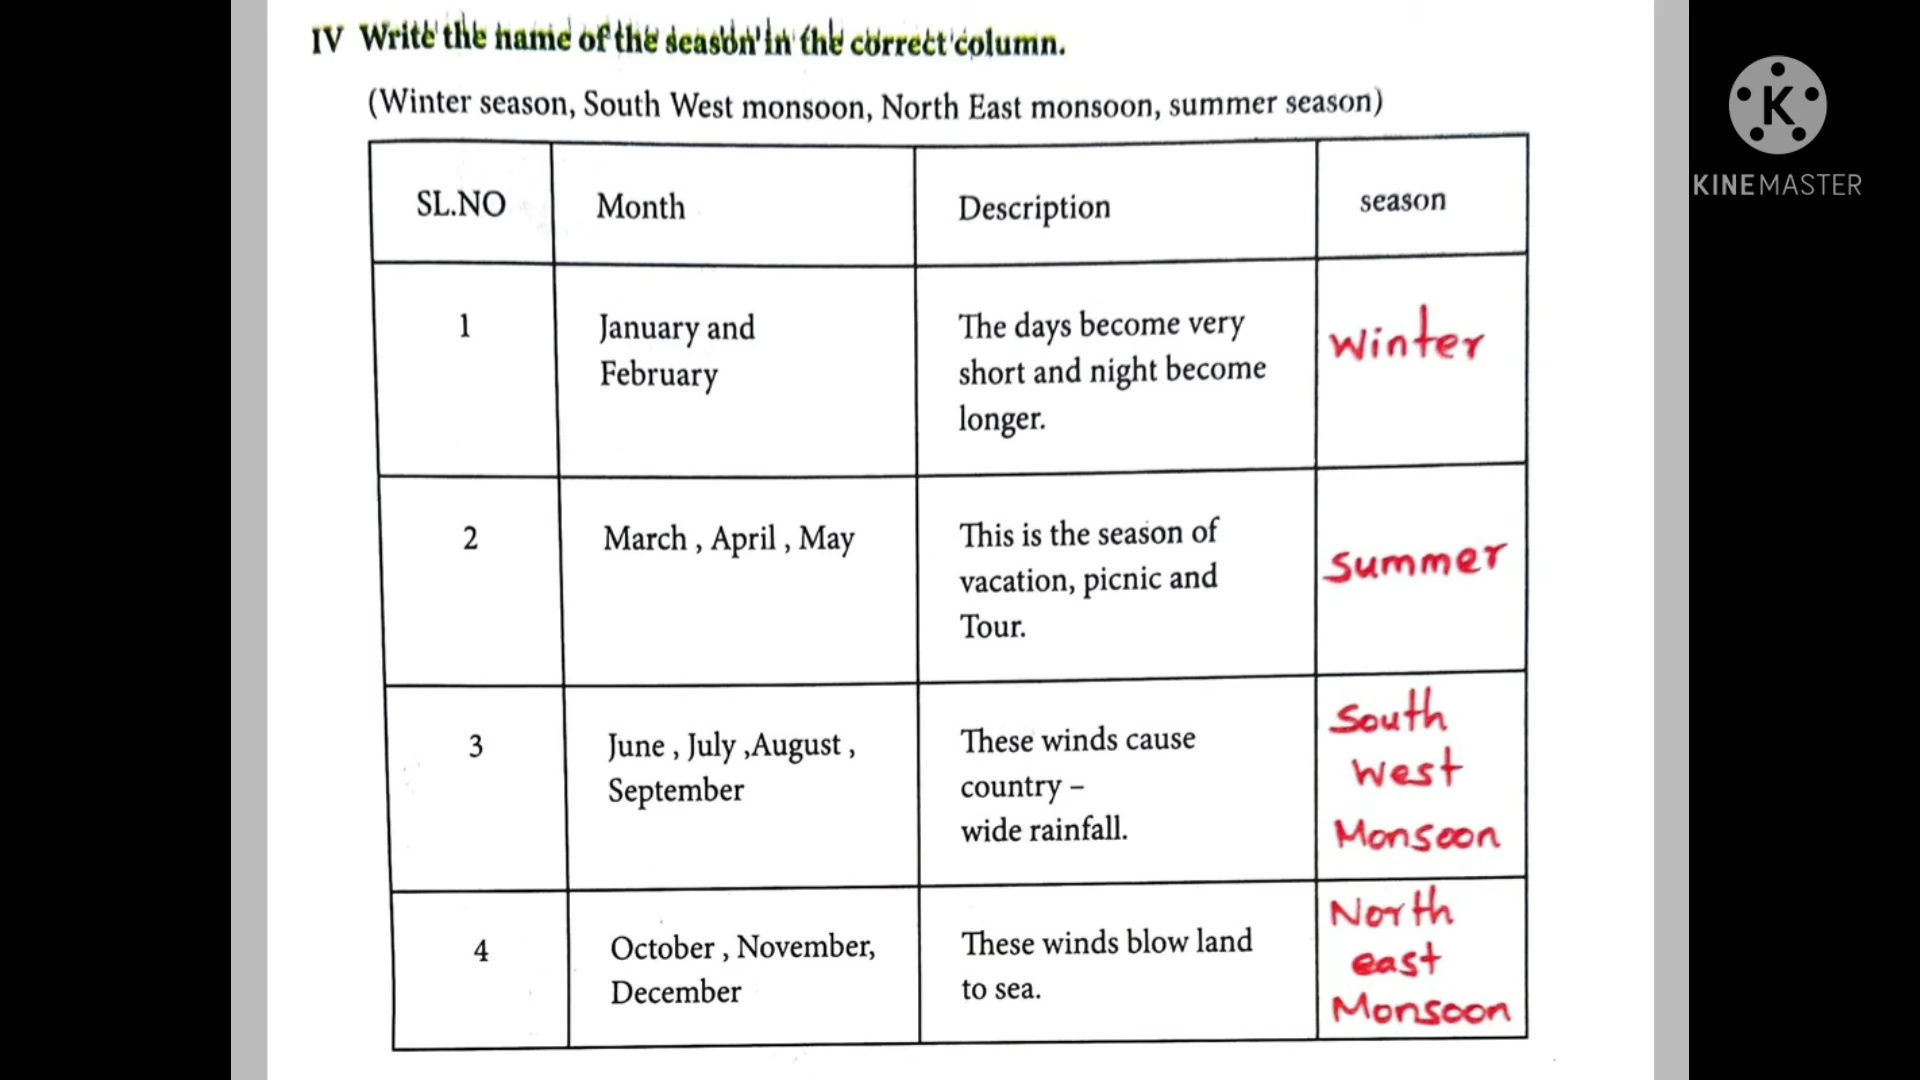 IV Write the name of the season in the correct column.
(Winter season, South West monsoon, North East monsoon, summer season)
SL.NO Month Description season
1 January and February The days become very short and night become longer. Winter
2 March , April , May This is the season of vacation, picnic and Tour. Summer
3 June , July ,August , September These winds cause country – wide rainfall. South West Monsoon
4 October , November, December These winds blow land to sea. North east Monsoon
K
KINEMASTER